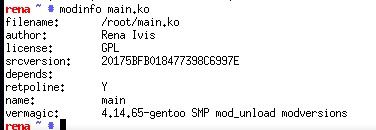 rena ~ # modinfo main.ko
filename: /root/main.ko
author: Rena Ivis
license: GPL
srcversion: 20175BFB018477398C6997E
depends:
retpoline: Y
name: main
vermagic: 4.14.65-gentoo SMP mod_unload modversions
rena ~ #